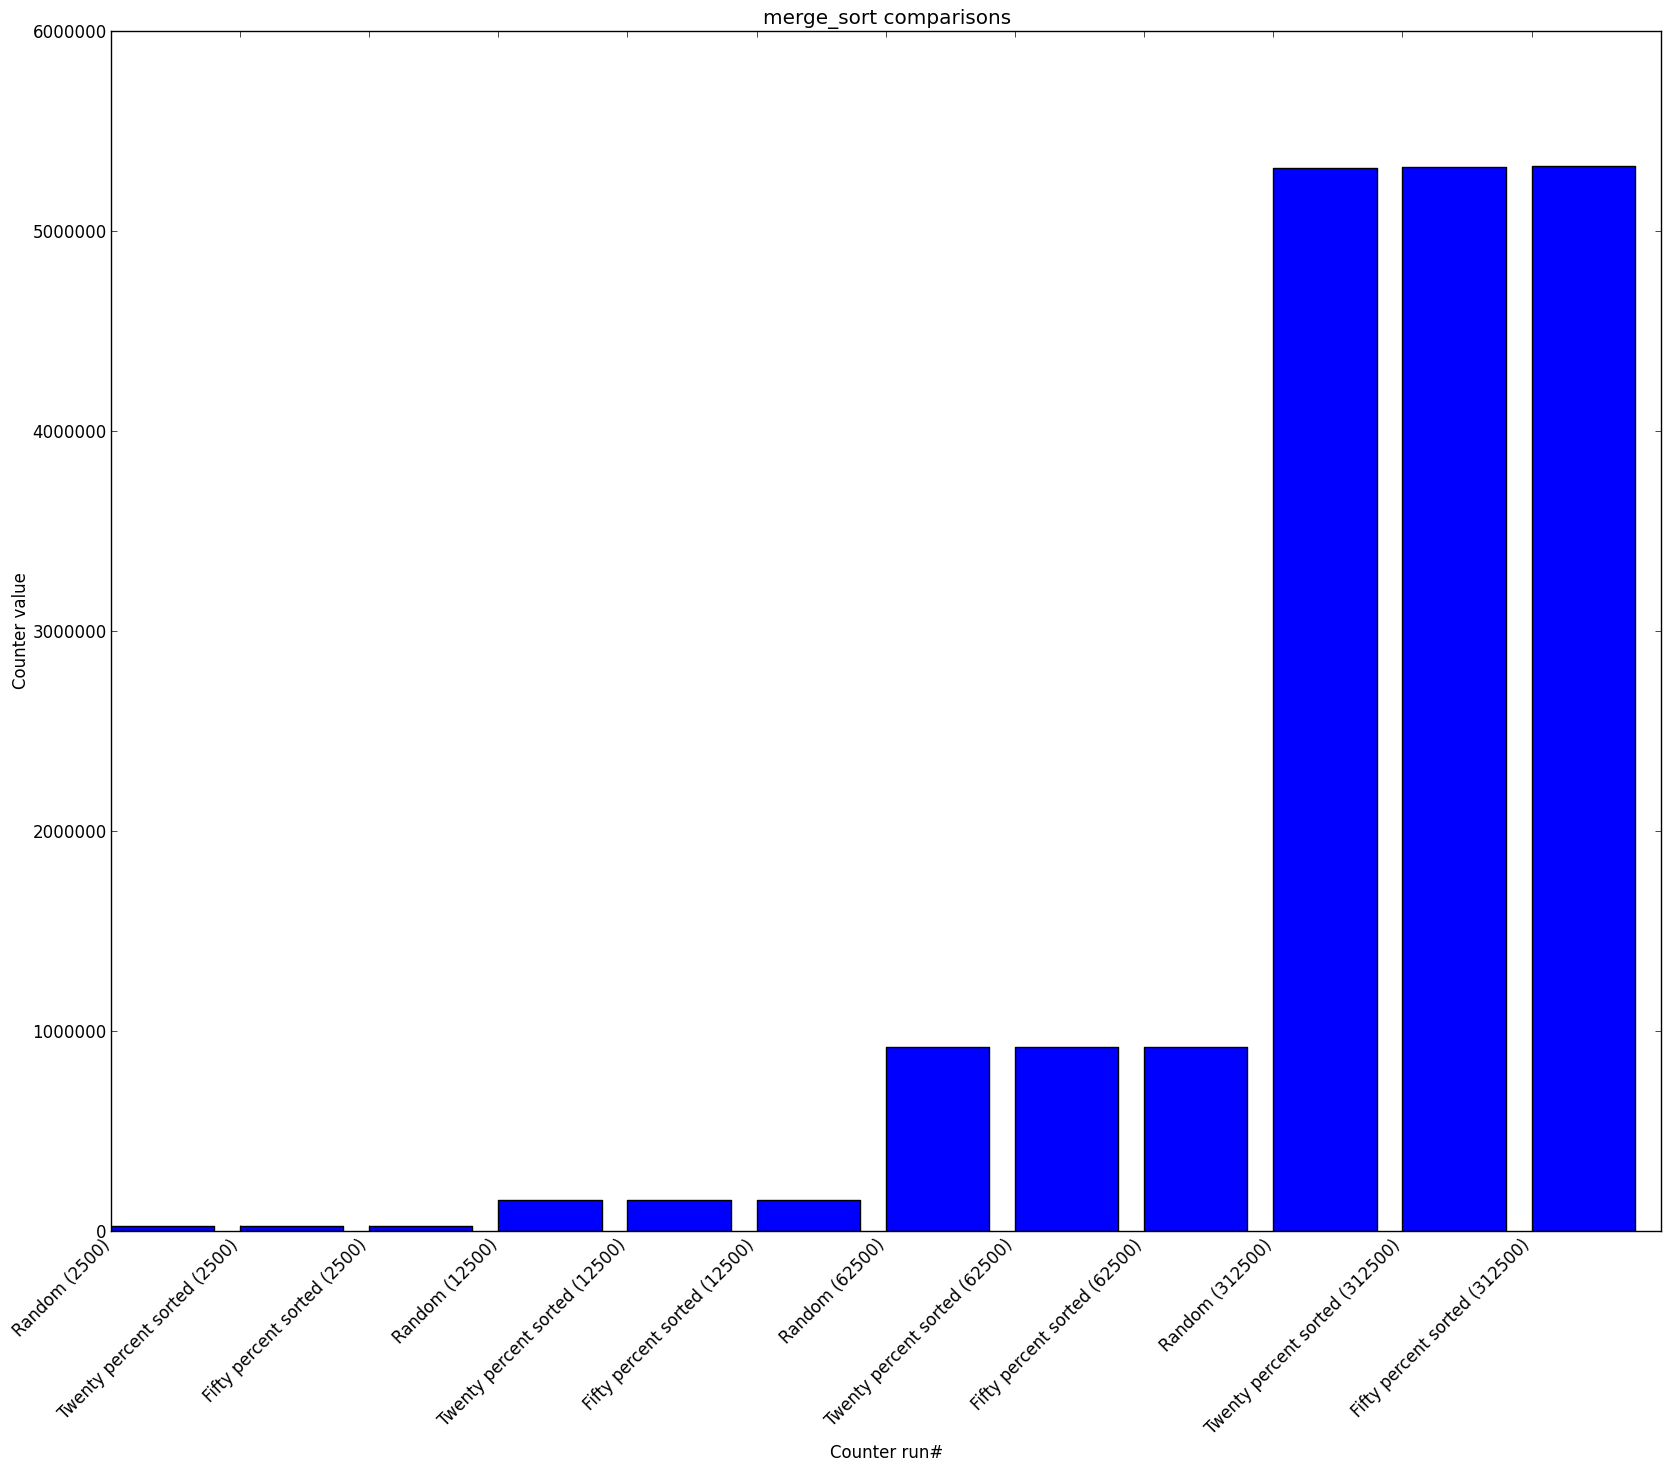 merge_sort comparisons
6000000
5000000
4000000
3000000
2000000
1000000
0
Counter value
Random (2500)
Twenty percent sorted (2500)
Fifty percent sorted (2500)
Random (12500)
Twenty percent sorted (12500)
Fifty percent sorted (12500)
Random (62500)
Twenty percent sorted (62500)
Fifty percent sorted (62500)
Random (312500)
Twenty percent sorted (312500)
Fifty percent sorted (312500)
Counter run#